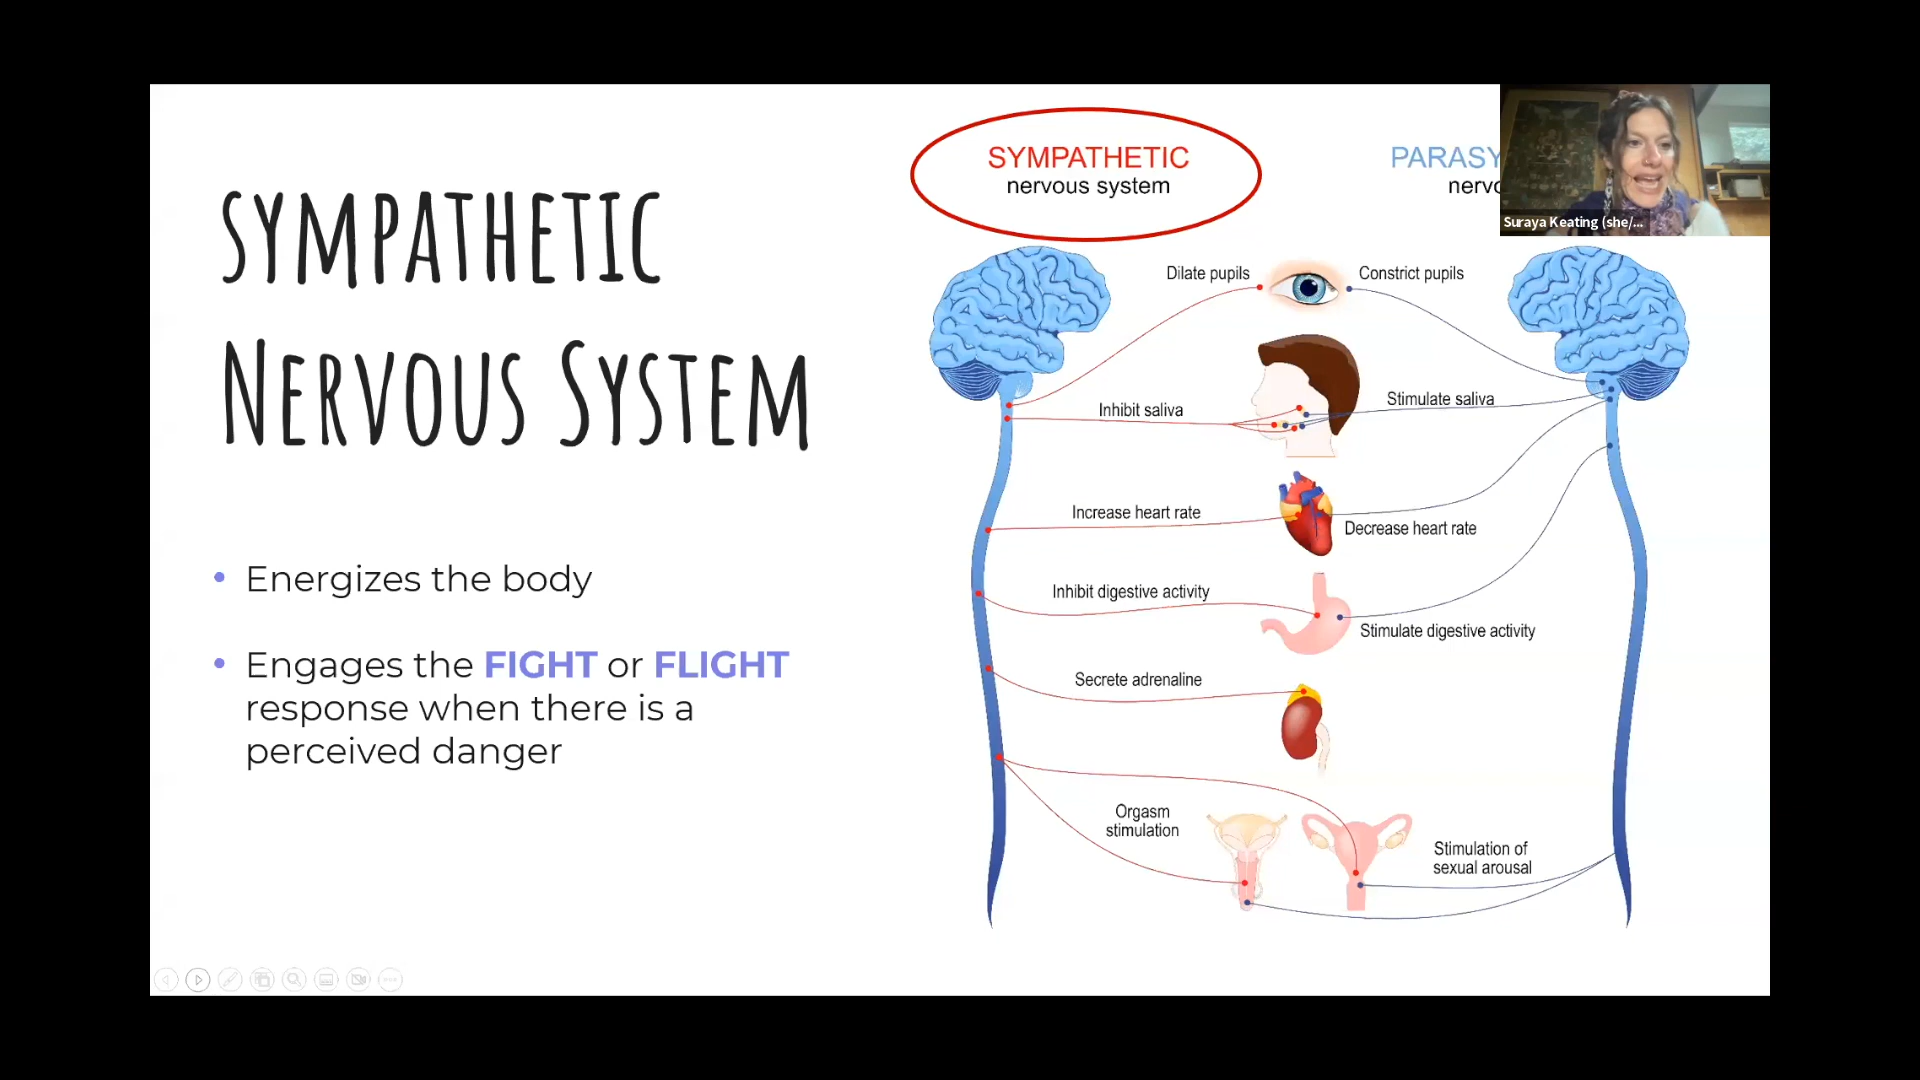 SYMPATHETIC
NERVOUS SYSTEM
• Energizes the body
• Engages the FIGHT or FLIGHT
response when there is a
perceived danger
SYMPATHETIC
nervous system
PARASY
nervo
Suraya Keating (she/...
Dilate pupils
Constrict pupils
Inhibit saliva
Stimulate saliva
Increase heart rate
Decrease heart rate
Inhibit digestive activity
Stimulate digestive activity
Secrete adrenaline
Orgasm
stimulation
Stimulation of
sexual arousal